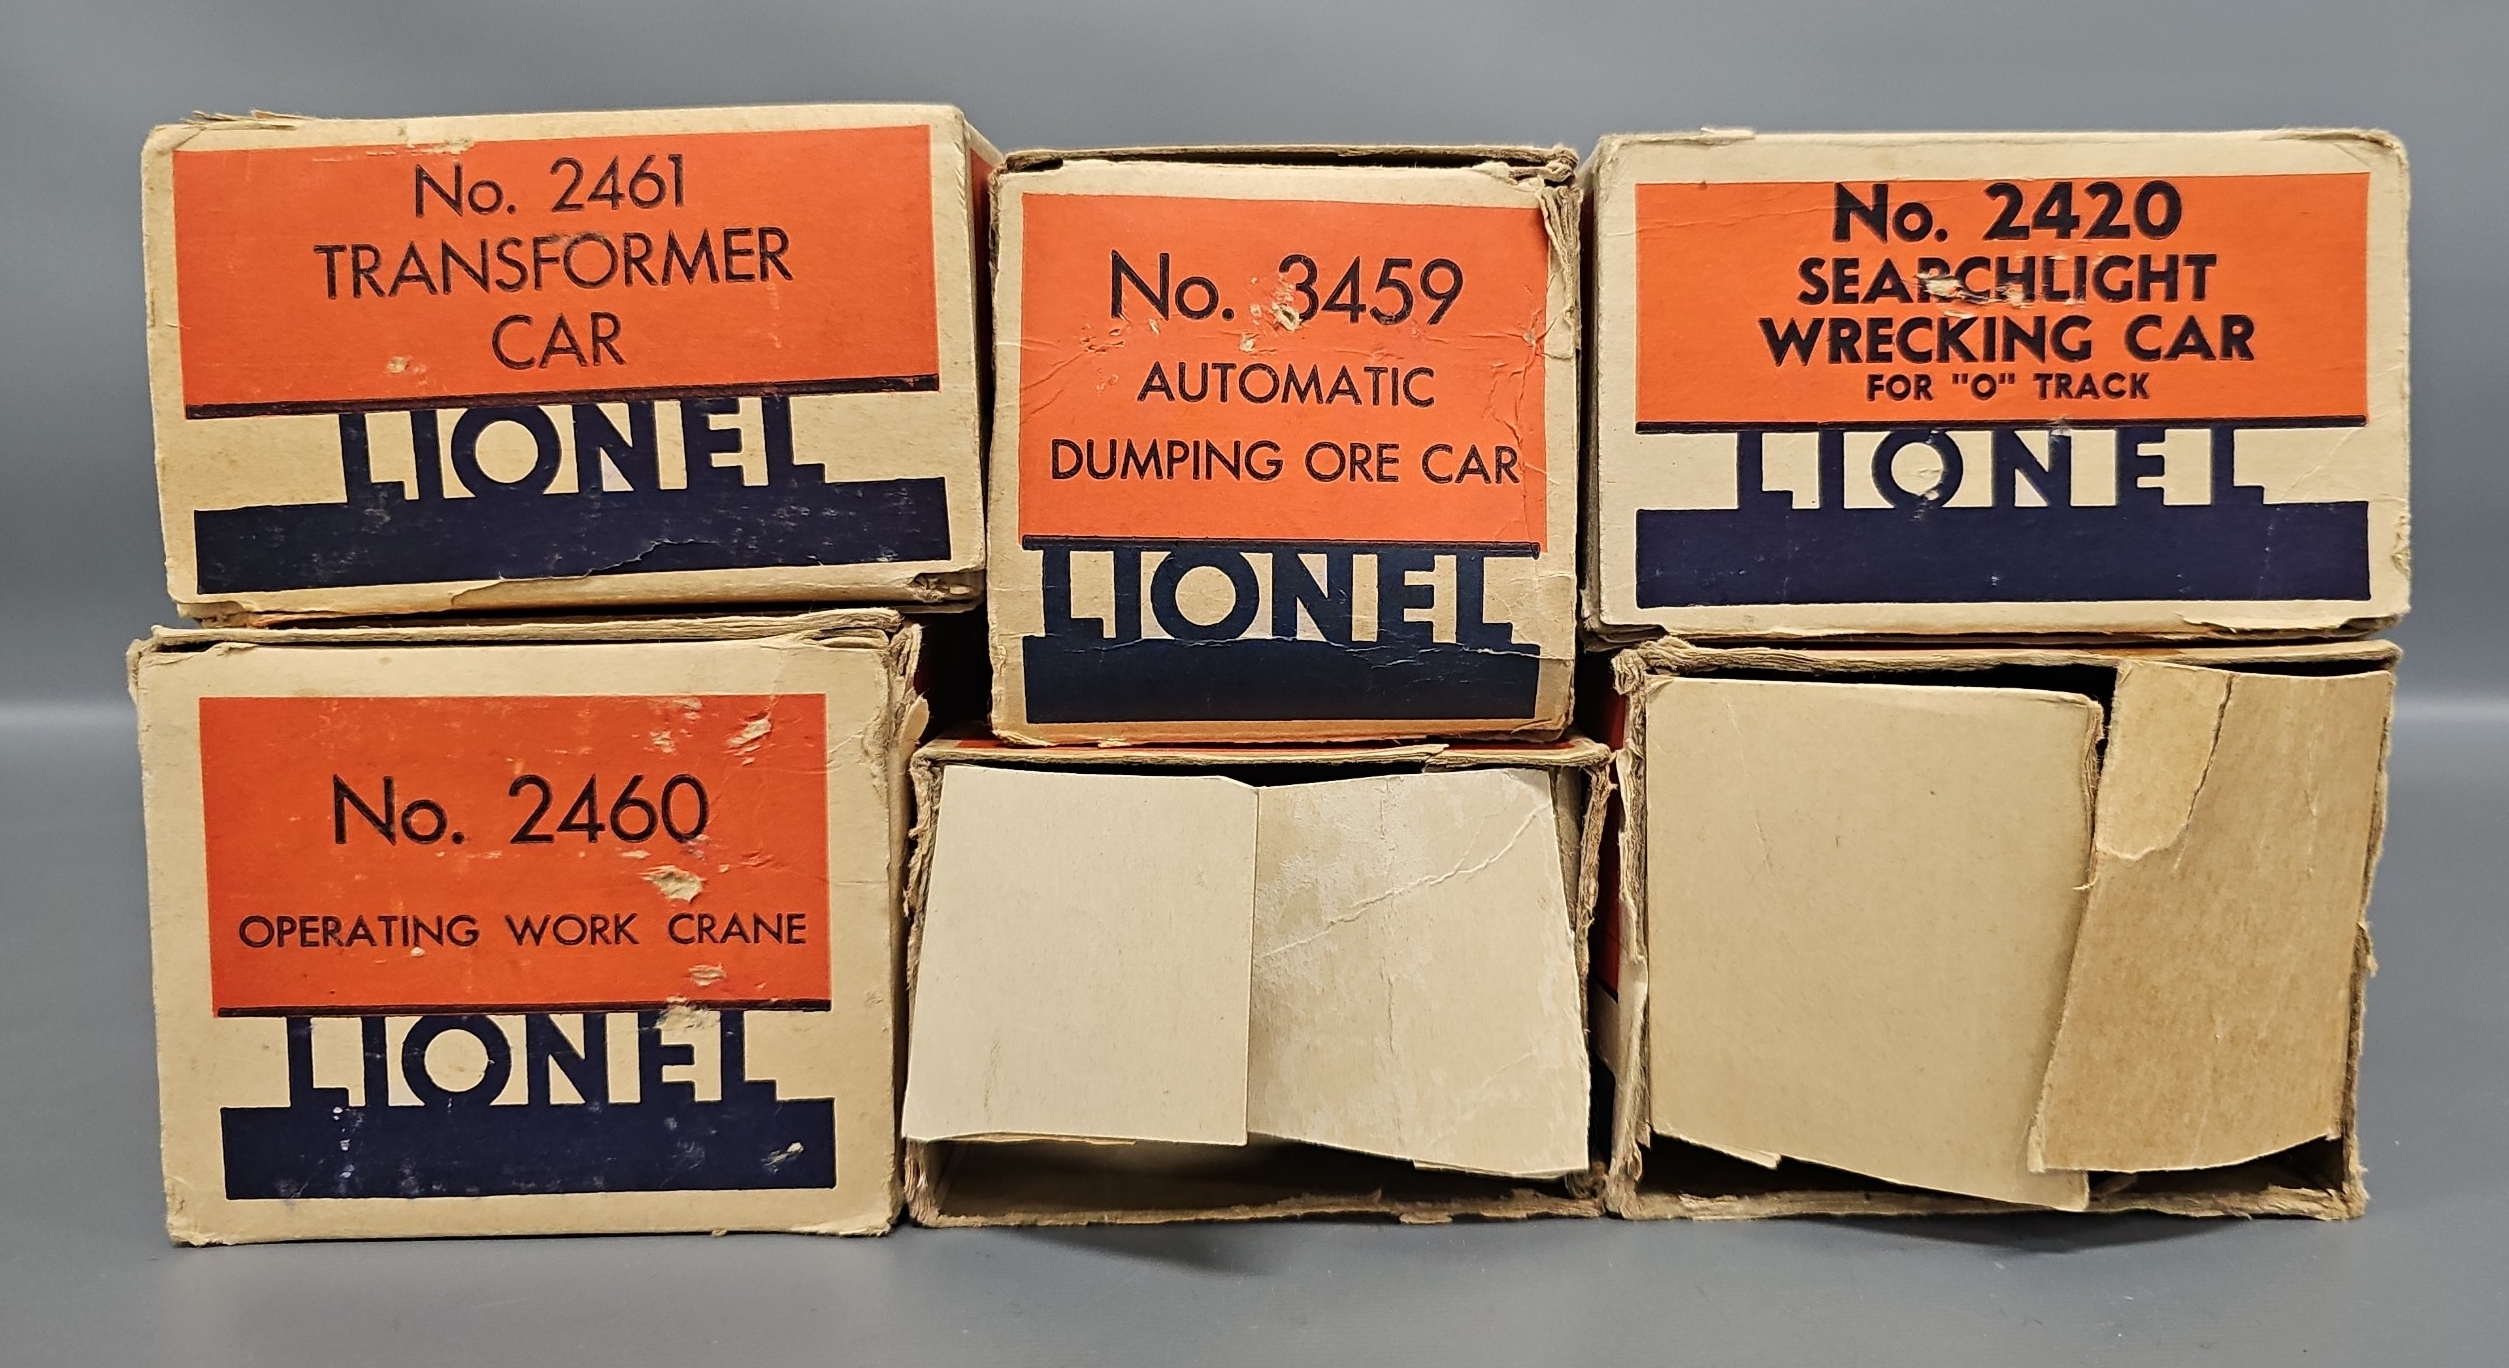 No. 2461
TRANSFORMER
CAR
LIONEL
No. 3459
AUTOMATIC
DUMPING ORE CAR
LIONEL
No. 2420
SEARCHLIGHT
WRECKING CAR
FOR "O" TRACK
LIONEL
No. 2460
OPERATING WORK CRANE
LIONEL